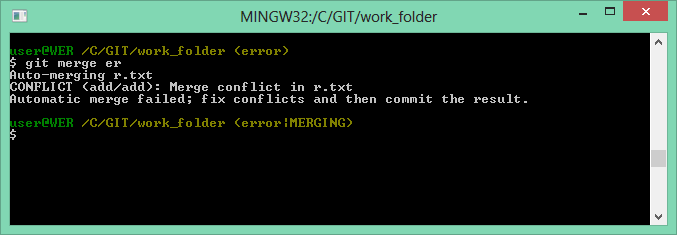 MINGW32:/C/GIT/work_folder
user@WER /C/GIT/work_folder (error)
$ git merge er
Auto-merging r.txt
CONFLICT (add/add): Merge conflict in r.txt
Automatic merge failed; fix conflicts and then commit the result.
user@WER /C/GIT/work_folder (error|MERGING)
$